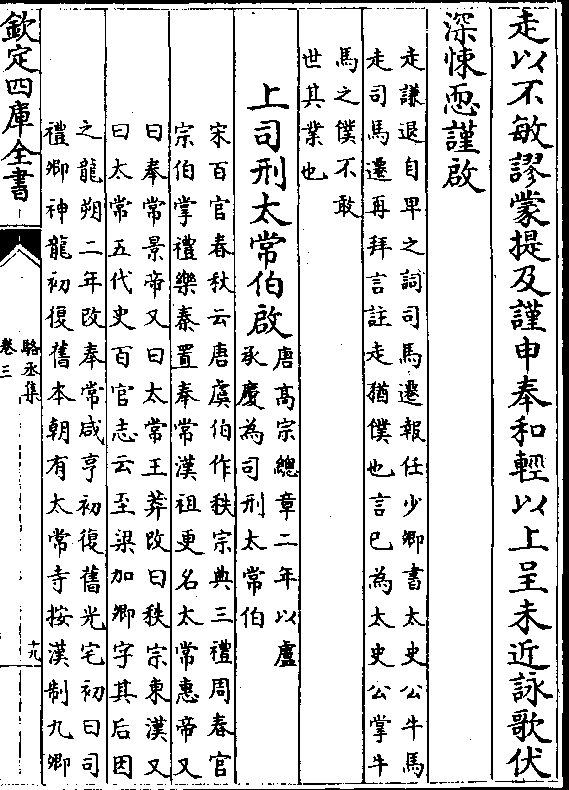 走以不敏謬蒙提及謹申奉和輕以上呈未近詠歌伏
深悚恧謹啟
走謙退自卑之詞司馬遷報任少卿書太史公牛馬
走司馬遷再拜言註走猶僕也言已為太史公掌牛
馬之僕不敢
世其業也
上司刑太常伯啟
唐高宗總章二年以盧
承慶為司刑太常伯
宋百官春秋云唐虞伯作秩宗典三禮周春官
宗伯掌禮樂秦置奉常漢祖更名太常惠帝又
曰奉常景帝又曰太常王莽改曰秩宗東漢又
曰太常五代史百官志云至梁加卿字其后因
之龍朔二年改奉常咸亨初復舊光宅初曰司
禮卿神龍初復舊本朝有太常寺按漢制九卿
欽定四庫全書
駱丞集
卷三
十九